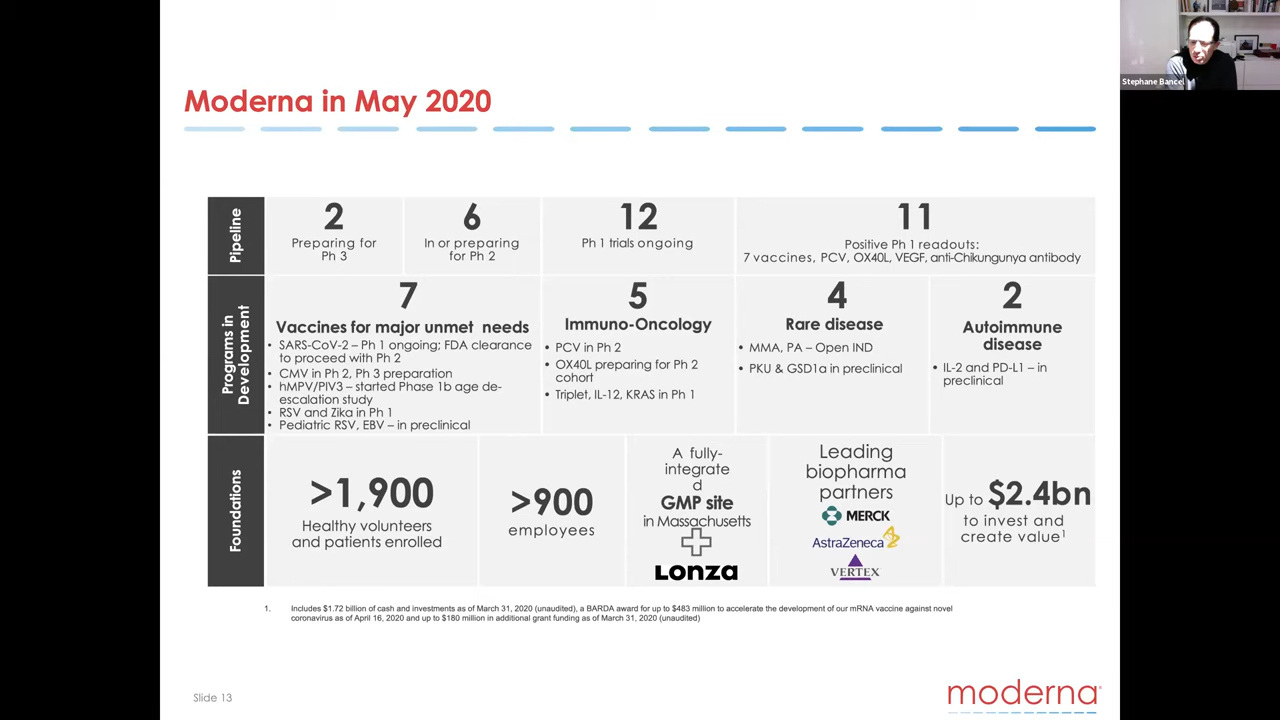 Stephane Bancel
Moderna in May 2020
Pipeline
2
Preparing for
Ph 3
6
In or preparing
for Ph 2
12
Ph 1 trials ongoing
11
Positive Ph 1 readouts:
7 vaccines, PCV, OX40L, VEGF, anti-Chikungunya antibody
Programs in
Development
7
Vaccines for major unmet needs
• SARS-CoV-2 – Ph 1 ongoing; FDA clearance
to proceed with Ph 2
• CMV in Ph 2, Ph 3 preparation
• hMPV/PIV3 – started Phase 1b age de-
escalation study
• RSV and Zika in Ph 1
• Pediatric RSV, EBV – in preclinical
5
Immuno-Oncology
• PCV in Ph 2
• OX40L preparing for Ph 2
cohort
• Triplet, IL-12, KRAS in Ph 1
4
Rare disease
• MMA, PA – Open IND
• PKU & GSD1a in preclinical
2
Autoimmune
disease
• IL-2 and PD-L1 – in
preclinical
Foundations
>1,900
Healthy volunteers
and patients enrolled
>900
employees
A fully-
integrate
d
GMP site
in Massachusetts
Lonza
Leading
biopharma
partners
MERCK
AstraZeneca
VERTEX
Up to $2.4bn
to invest and
create value1
1. Includes $1.72 billion of cash and investments as of March 31, 2020 (unaudited), a BARDA award for up to $483 million to accelerate the development of our mRNA vaccine against novel
coronavirus as of April 16, 2020 and up to $180 million in additional grant funding as of March 31, 2020 (unaudited)
Slide 13
moderna